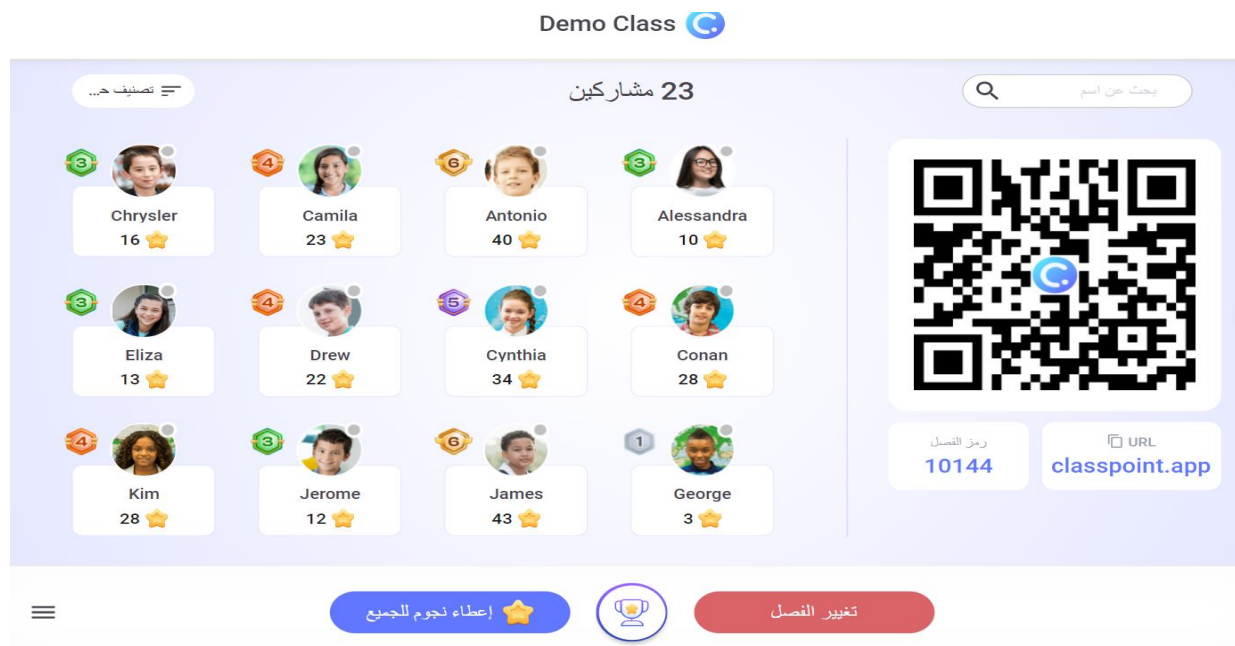 Demo Class
بحث عن اسم
23 مشاركين
تصنيف حـ...
3
Chrysler
16
4
Camila
23
6
Antonio
40
3
Alessandra
10
3
Eliza
13
4
Drew
22
5
Cynthia
34
4
Conan
28
4
Kim
28
3
Jerome
12
6
James
43
1
George
3
رمز الفصل
10144
URL
classpoint.app
إعطاء نجوم للجميع
تغيير الفصل